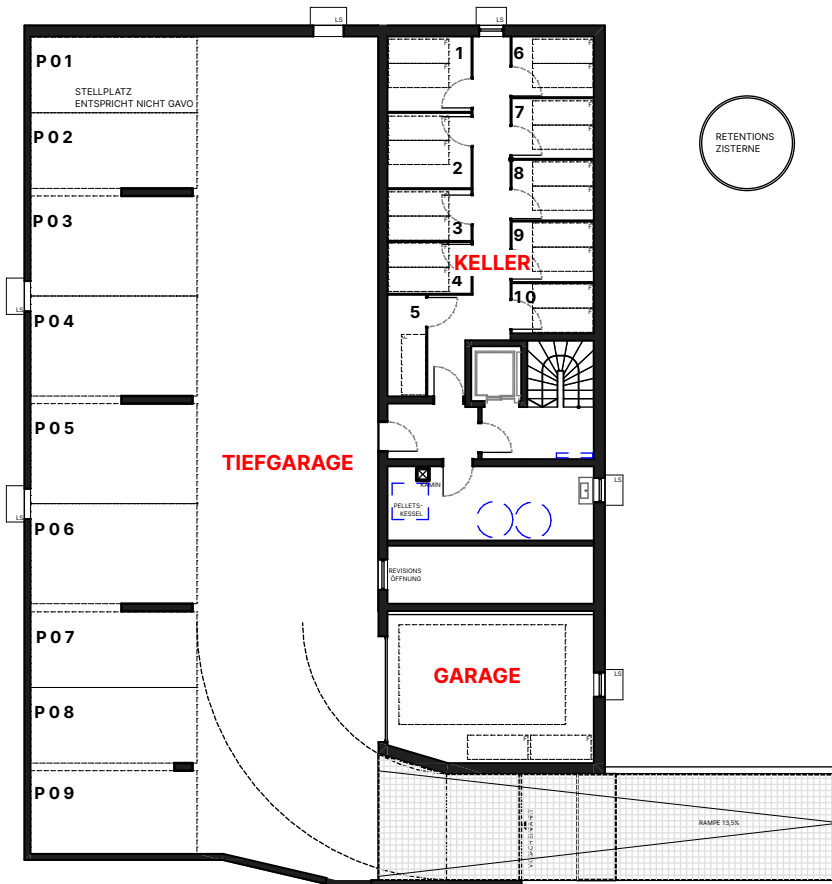 LS
LS
P01
STELLPLATZ
ENTSPRICHT NICHT GAVO
P02
P03
P04
P05
P06
P07
P08
P09
LS
LS
TIEFGARAGE
1
2
3
4
5
6
7
8
9
10
KELLER
RETENTIONS
ZISTERNE
KAMIN
PELLETS-
KESSEL
LS
REVISIONS
ÖFFNUNG
GARAGE
LS
RAMPE 13,5%